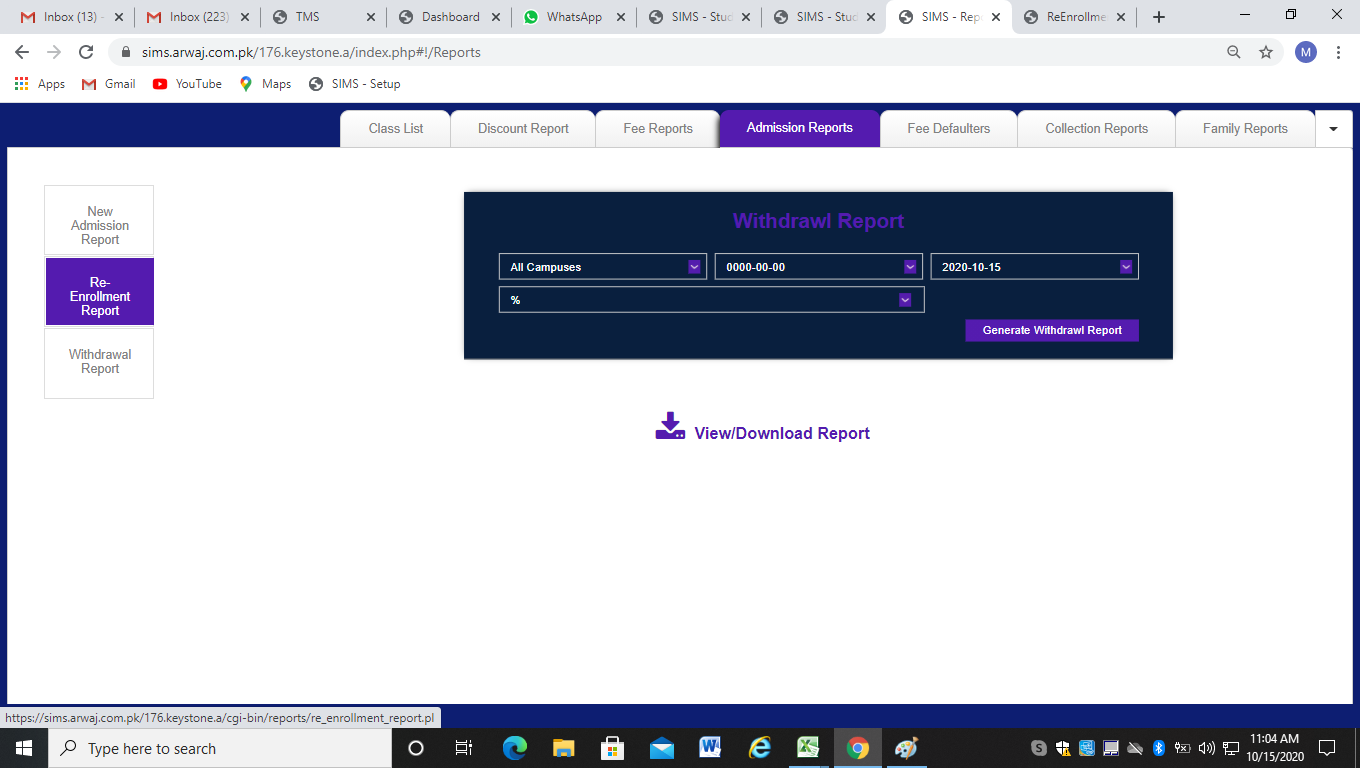 Inbox (13) -
Inbox (223)
TMS
Dashboard
WhatsApp
SIMS - Stud
SIMS - Stud
SIMS - Rep
ReEnrollme
sims.arwaj.com.pk/176.keystone.a/index.php#!/Reports
M
Apps
Gmail
YouTube
Maps
SIMS - Setup
Class List
Discount Report
Fee Reports
Admission Reports
Fee Defaulters
Collection Reports
Family Reports
New
Admission
Report
Re-
Enrollment
Report
Withdrawal
Report
Withdrawl Report
All Campuses
0000-00-00
2020-10-15
%
Generate Withdrawl Report
View/Download Report
https://sims.arwaj.com.pk/176.keystone.a/cgi-bin/reports/re_enrollment_report.pl
Type here to search
11:04 AM
10/15/2020